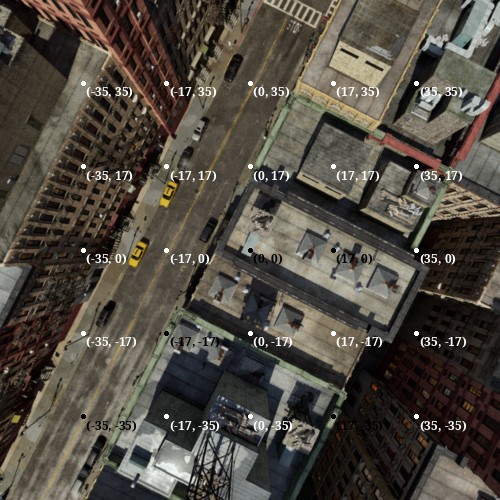 (-35, 35) (-17, 35) (0, 35) (17, 35) (35, 35)
(-35, 17) (-17, 17) (0, 17) (17, 17) (35, 17)
(-35, 0) (-17, 0) (0, 0) (17, 0) (35, 0)
(-35, -17) (-17, -17) (0, -17) (17, -17) (35, -17)
(-35, -35) (-17, -35) (0, -35) (17, -35) (35, -35)